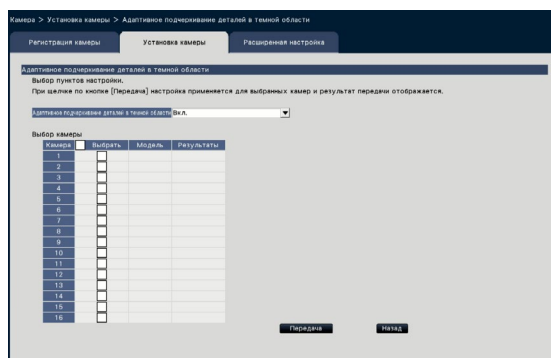 Камера > Установка камеры > Адаптивное подчеркивание деталей в темной области
Регистрация камеры Установка камеры Расширенная настройка
Адаптивное подчеркивание деталей в темной области
Выбор пунктов настройки.
При щелчке по кнопке [Передача] настройка применяется для выбранных камер и результат передачи отображается.
Адаптивное подчеркивание деталей в темной области Вкл.
Выбор камеры
Камера Выбрать Модель Результаты
1
2
3
4
5
6
7
8
9
10
11
12
13
14
15
16
Передача Назад